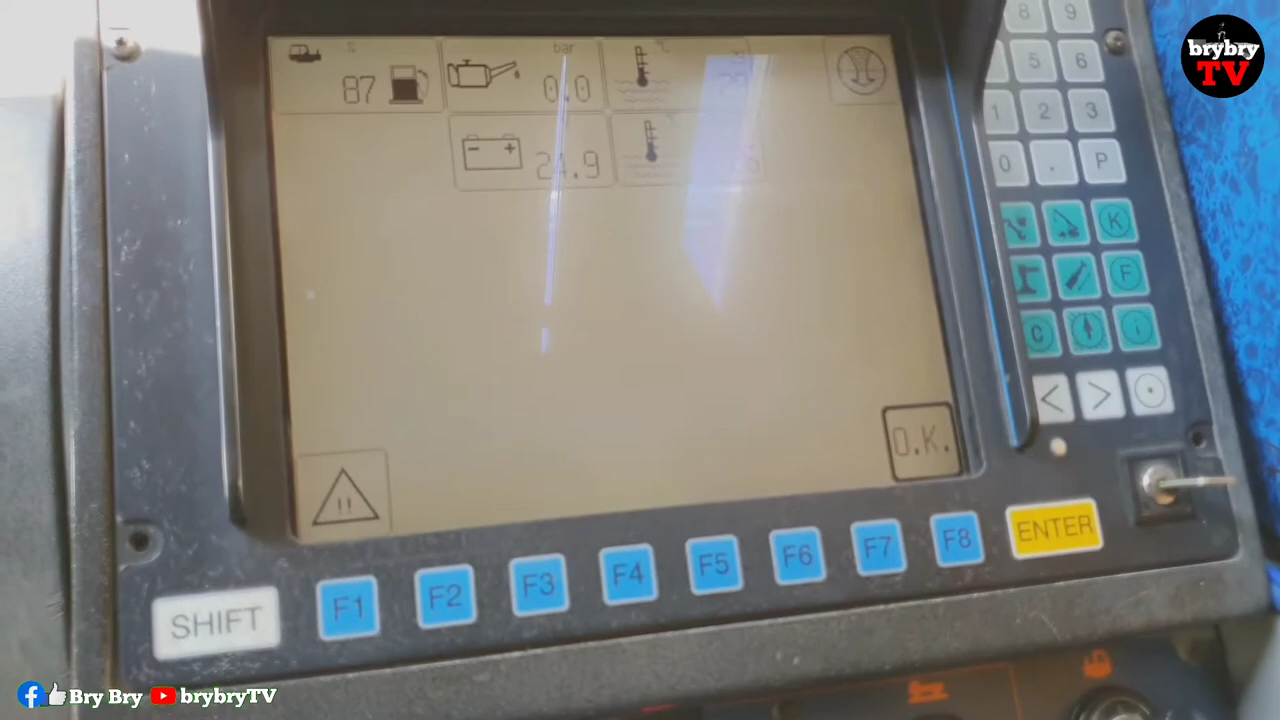 8 9
brybry
TV
5 6
bar
°C
87
0.0
1 2 3
24.9
0 . P
K
F
C
i
< >
O.K.
!!
ENTER
SHIFT F1 F2 F3 F4 F5 F6 F7 F8
Bry Bry brybryTV